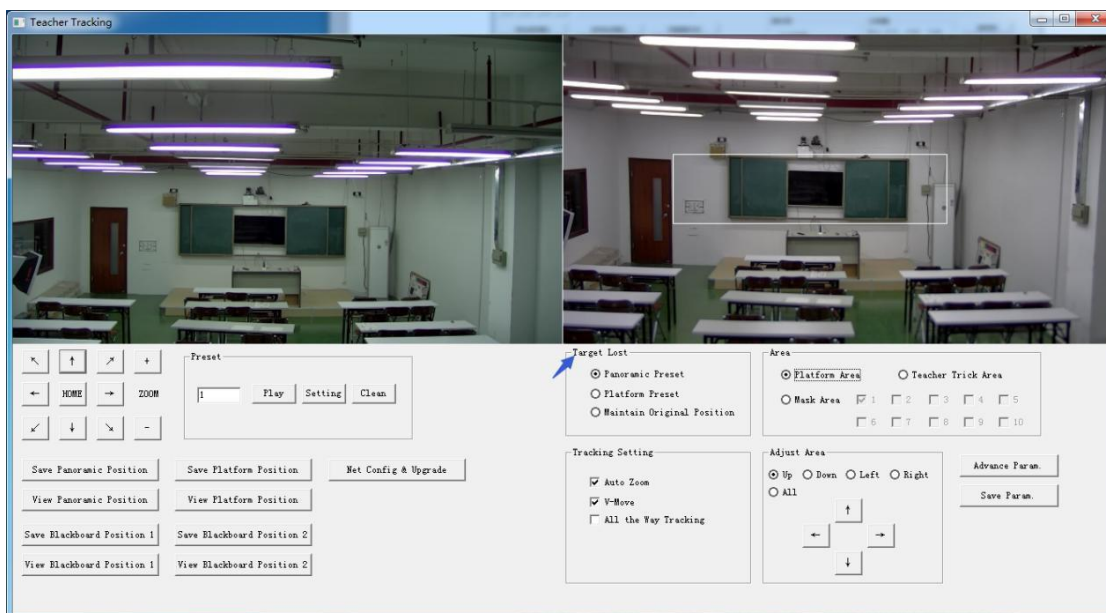 Teacher Tracking
↖ ↑ ↗ +
← HOME → ZOOM
↙ ↓ ↘ -
Preset
1 Play Setting Clean
Save Panoramic Position Save Platform Position Net Config & Upgrade
View Panoramic Position View Platform Position
Save Blackboard Position 1 Save Blackboard Position 2
View Blackboard Position 1 View Blackboard Position 2
Target Lost
Panoramic Preset
Platform Preset
Maintain Original Position
Area
Platform Area Teacher Trick Area
Mask Area 1 2 3 4 5
6 7 8 9 10
Tracking Setting
Auto Zoom
V-Move
All the Way Tracking
Adjust Area
Up Down Left Right
All
↑
← →
↓
Advance Param.
Save Param.